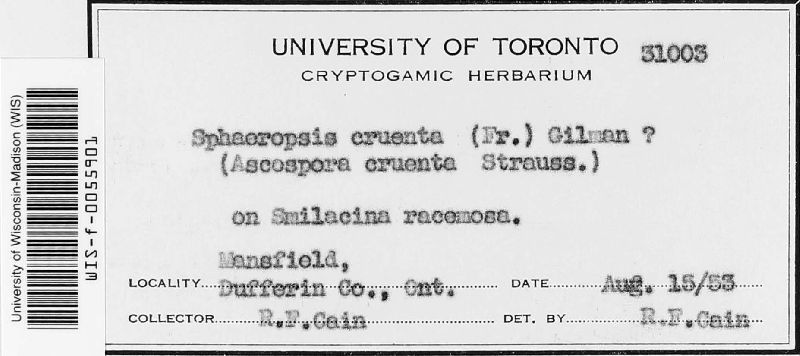 UNIVERSITY OF TORONTO 31003
CRYPTOGAMIC HERBARIUM
Sphaeropsis cruenta (Fr.) Gilman ?
(Ascospora cruenta Strauss.)
on Smilacina racemosa.
Mansfield,
LOCALITY Dufferin Co., Ont. DATE Aug. 15/53
COLLECTOR R.F.Cain DET. BY R.F.Cain
University of Wisconsin-Madison (WIS)
WIS-f-0055901